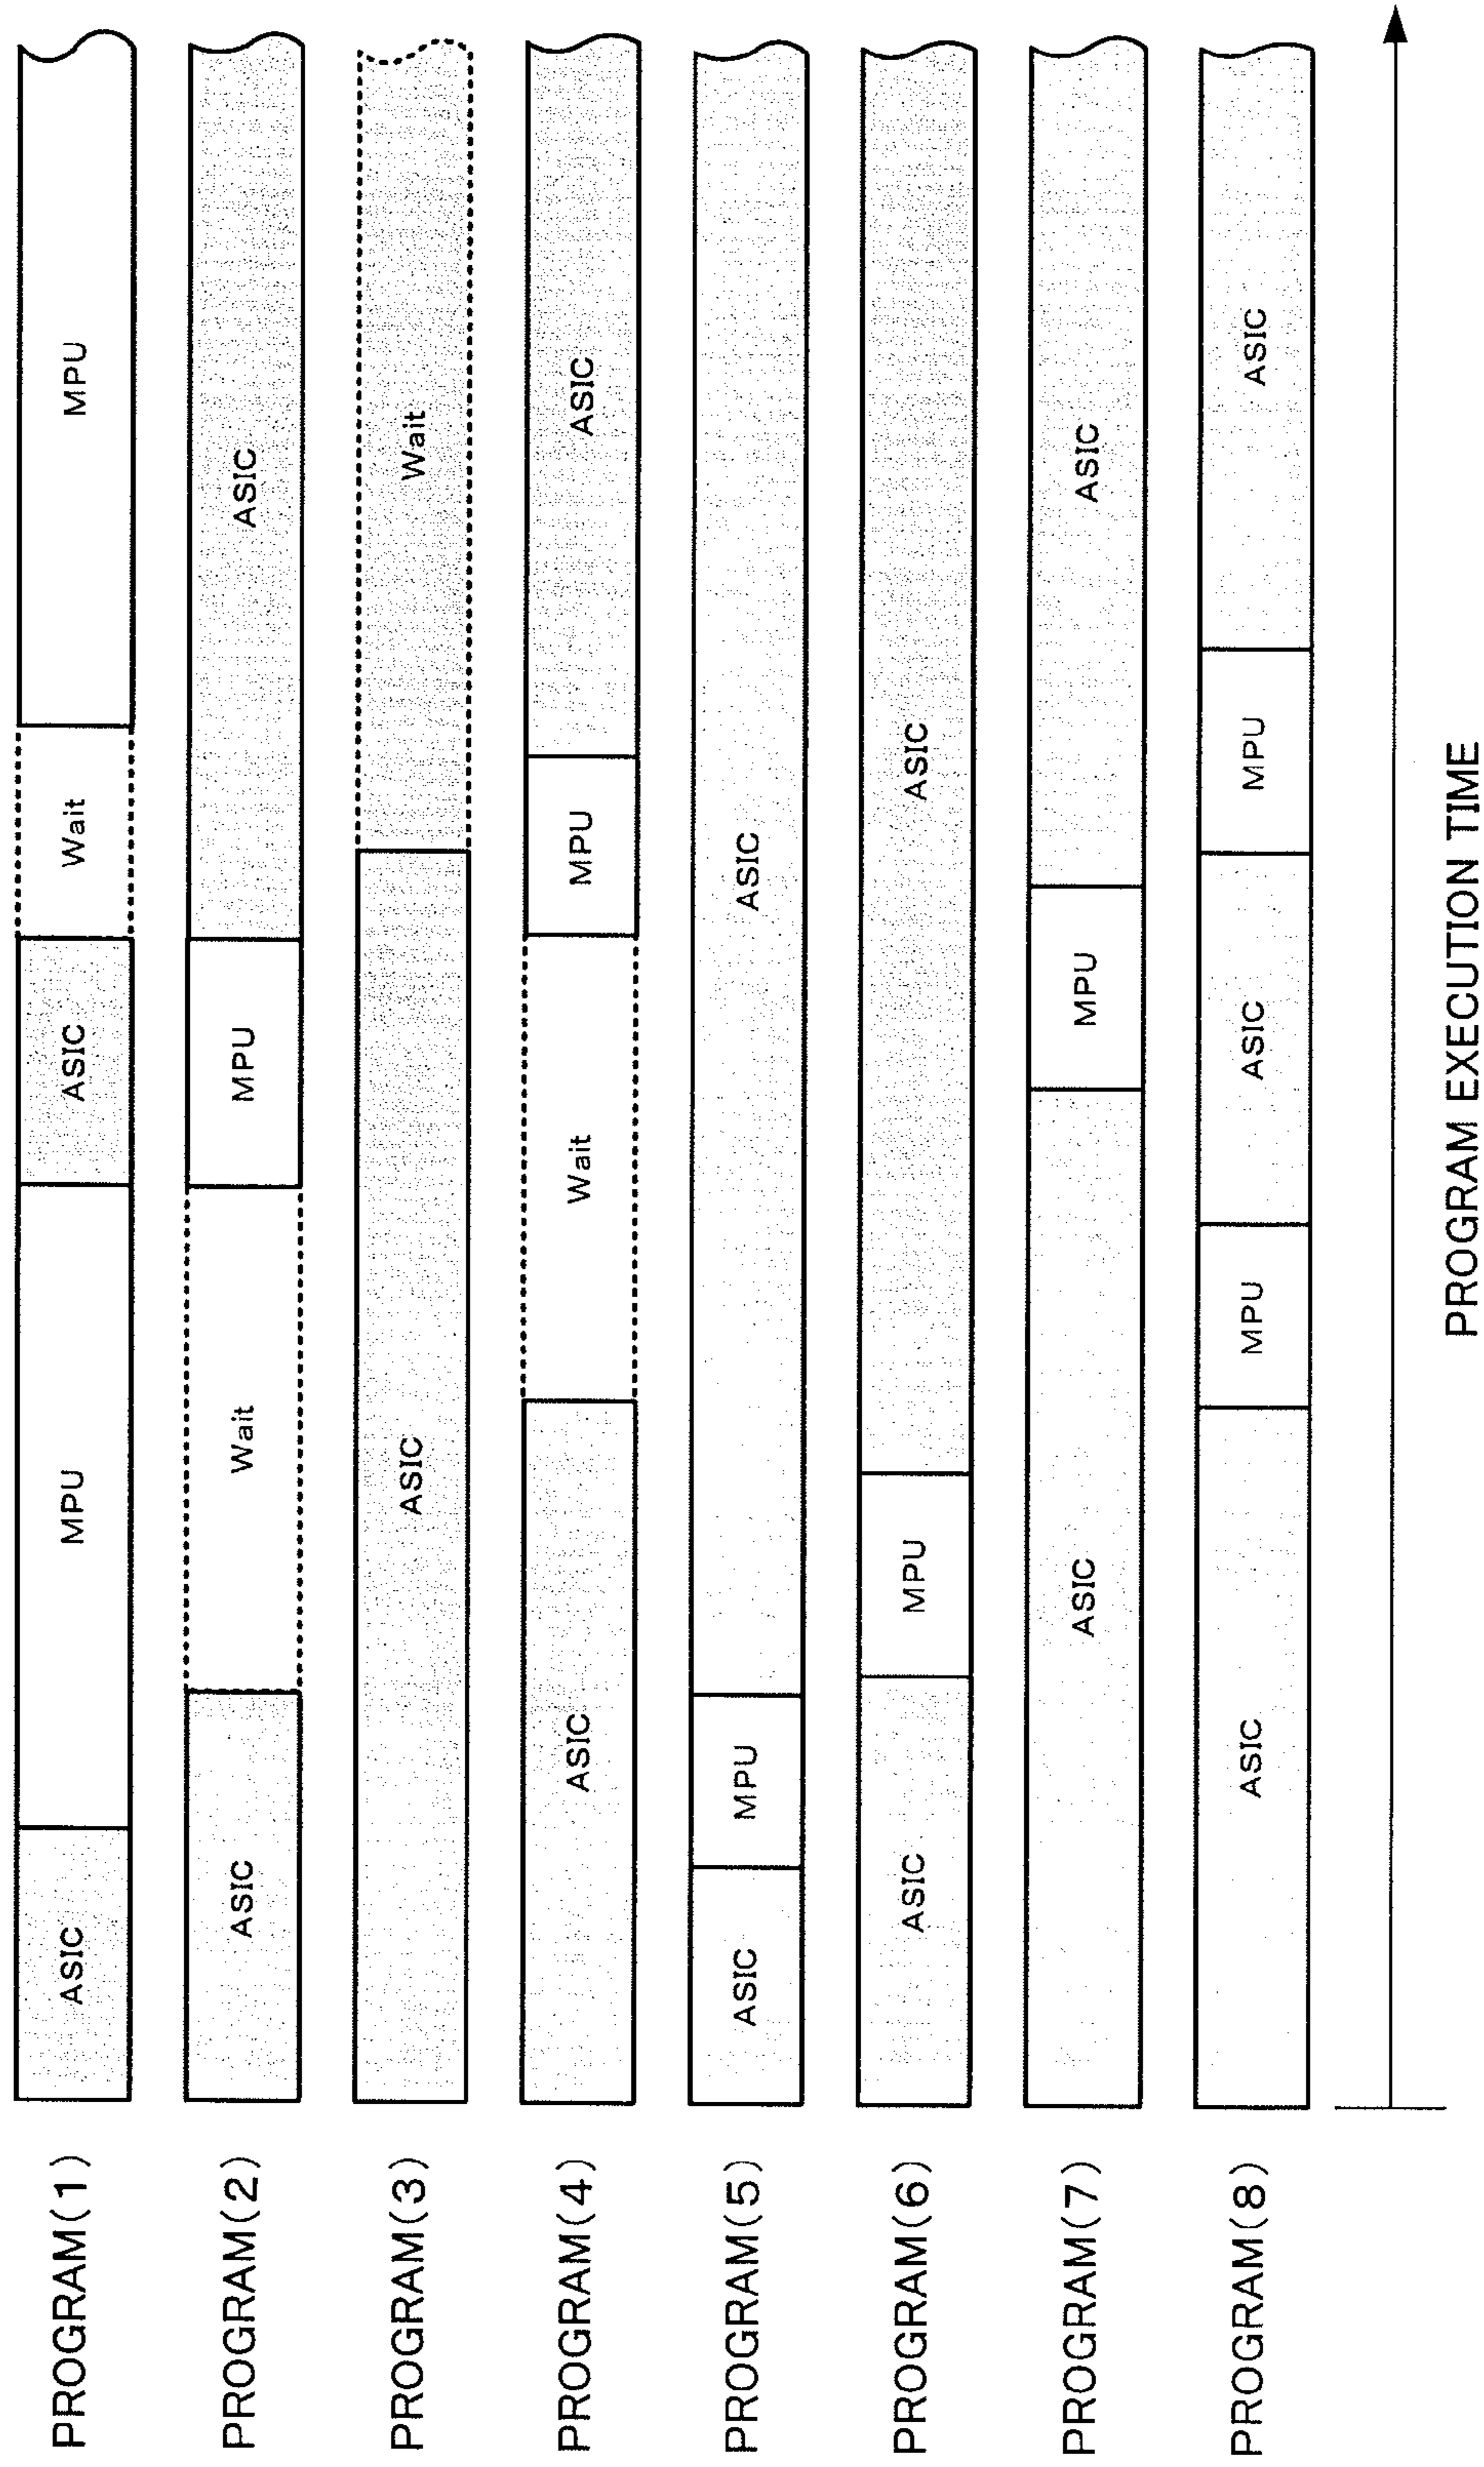 PROGRAM(1) ASIC MPU ASIC Wait MPU
PROGRAM(2) ASIC Wait MPU ASIC
PROGRAM(3) ASIC Wait
PROGRAM(4) ASIC Wait MPU ASIC
PROGRAM(5) ASIC MPU ASIC
PROGRAM(6) ASIC MPU ASIC
PROGRAM(7) ASIC MPU ASIC
PROGRAM(8) ASIC MPU ASIC MPU ASIC
PROGRAM EXECUTION TIME